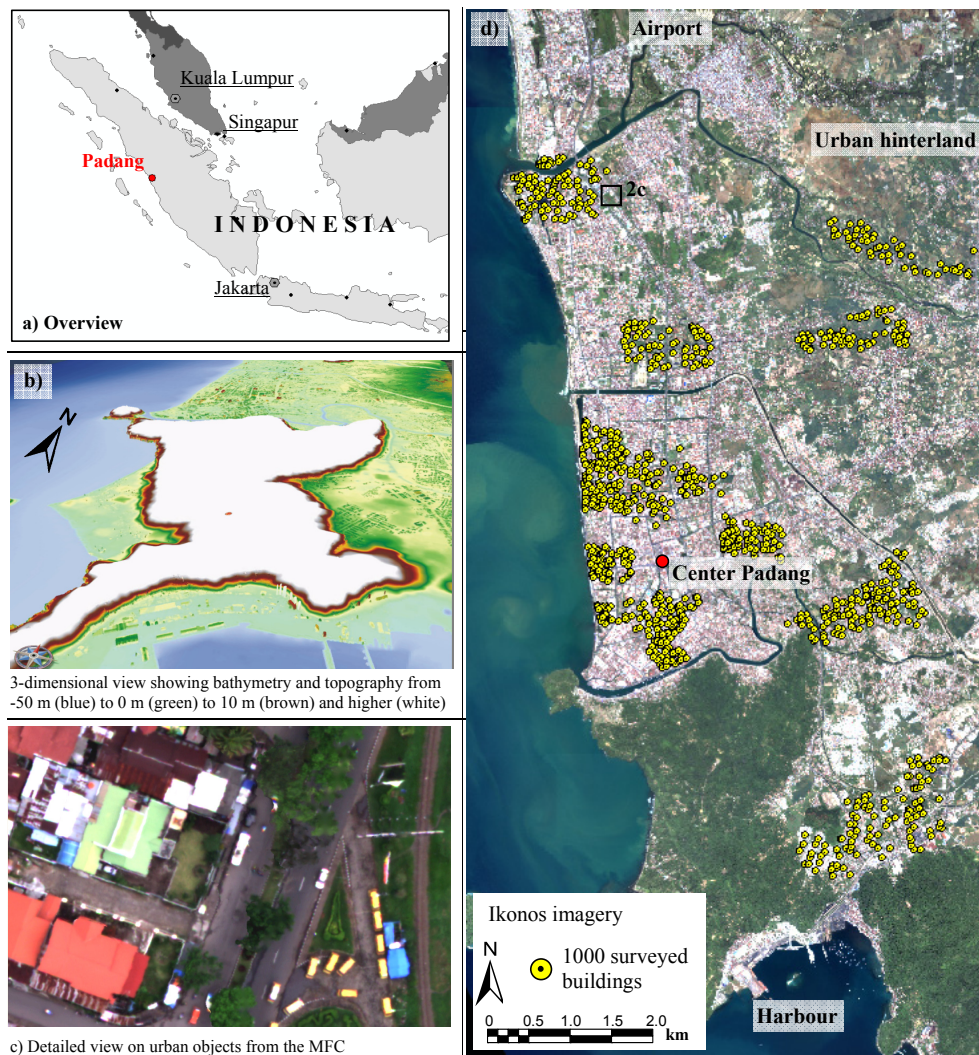 Kuala Lumpur
Singapur
Padang
INDONESIA
Jakarta
a) Overview
b)
N
3-dimensional view showing bathymetry and topography from
-50 m (blue) to 0 m (green) to 10 m (brown) and higher (white)
c) Detailed view on urban objects from the MFC
d)
Airport
Urban hinterland
2c
Center Padang
Ikonos imagery
N
1000 surveyed
buildings
0 0.5 1.0 2.0
km
Harbour